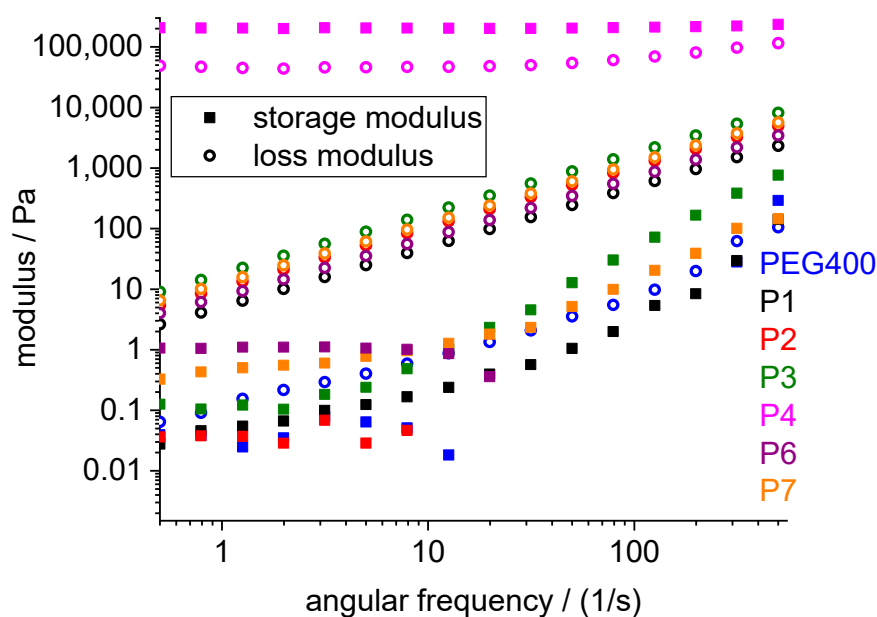 100,000
10,000
1,000
100
10
1
0.1
0.01
modulus / Pa
storage modulus
loss modulus
PEG400
P1
P2
P3
P4
P6
P7
1 10 100
angular frequency / (1/s)